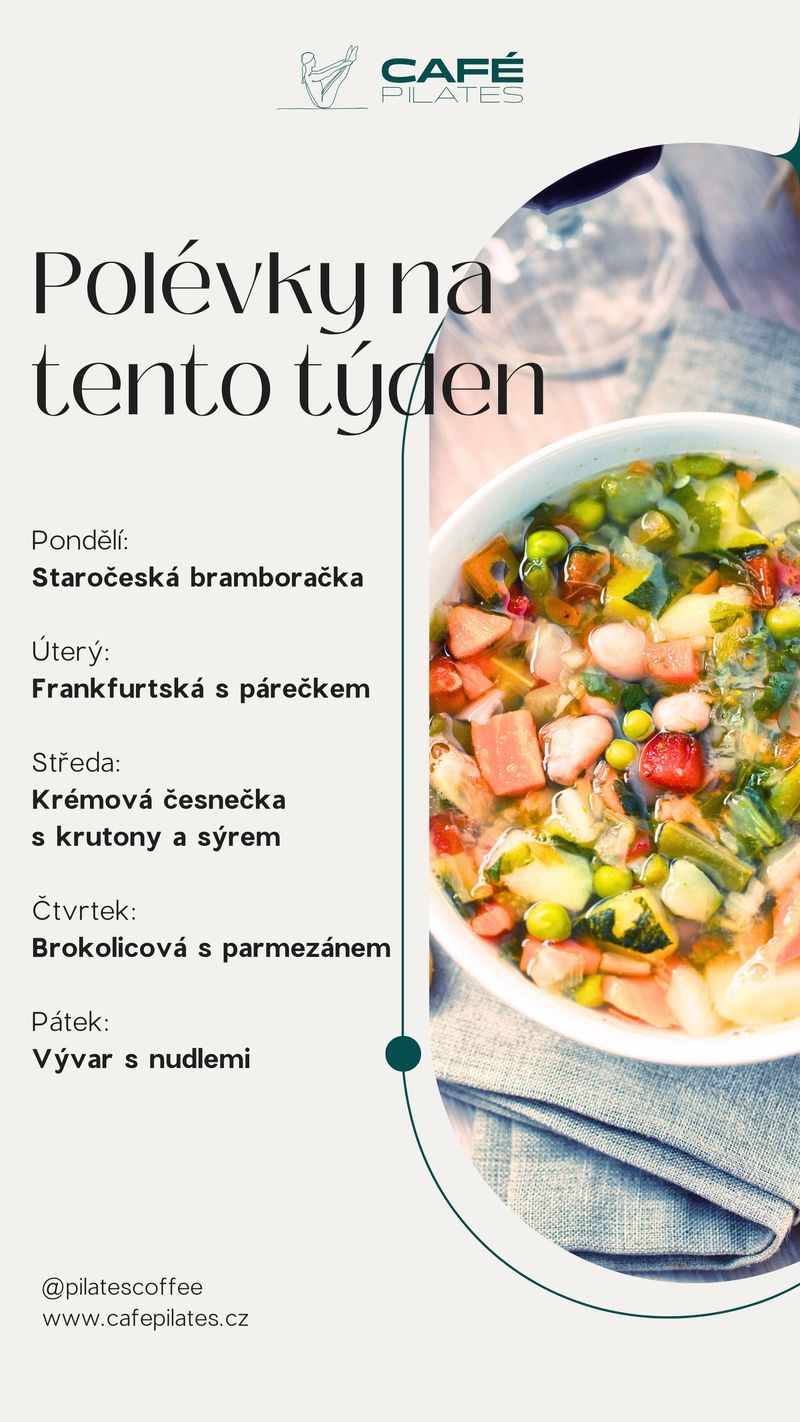 CAFÉ
PILATES
Polévky na
tento týden
Pondělí:
Staročeská bramboračka
Úterý:
Frankfurtská s párečkem
Středa:
Krémová česnečka
s krutony a sýrem
Čtvrtek:
Brokolicová s parmezánem
Pátek:
Vývar s nudlemi
@pilatescoffee
www.cafepilates.cz